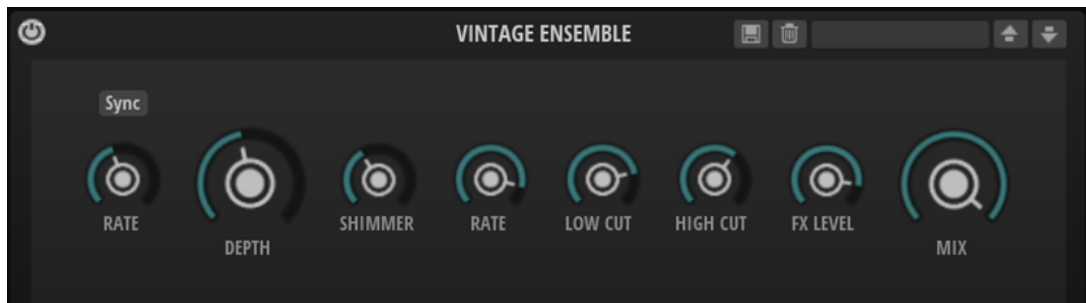 VINTAGE ENSEMBLE
Sync
RATE
DEPTH
SHIMMER
RATE
LOW CUT
HIGH CUT
FX LEVEL
MIX